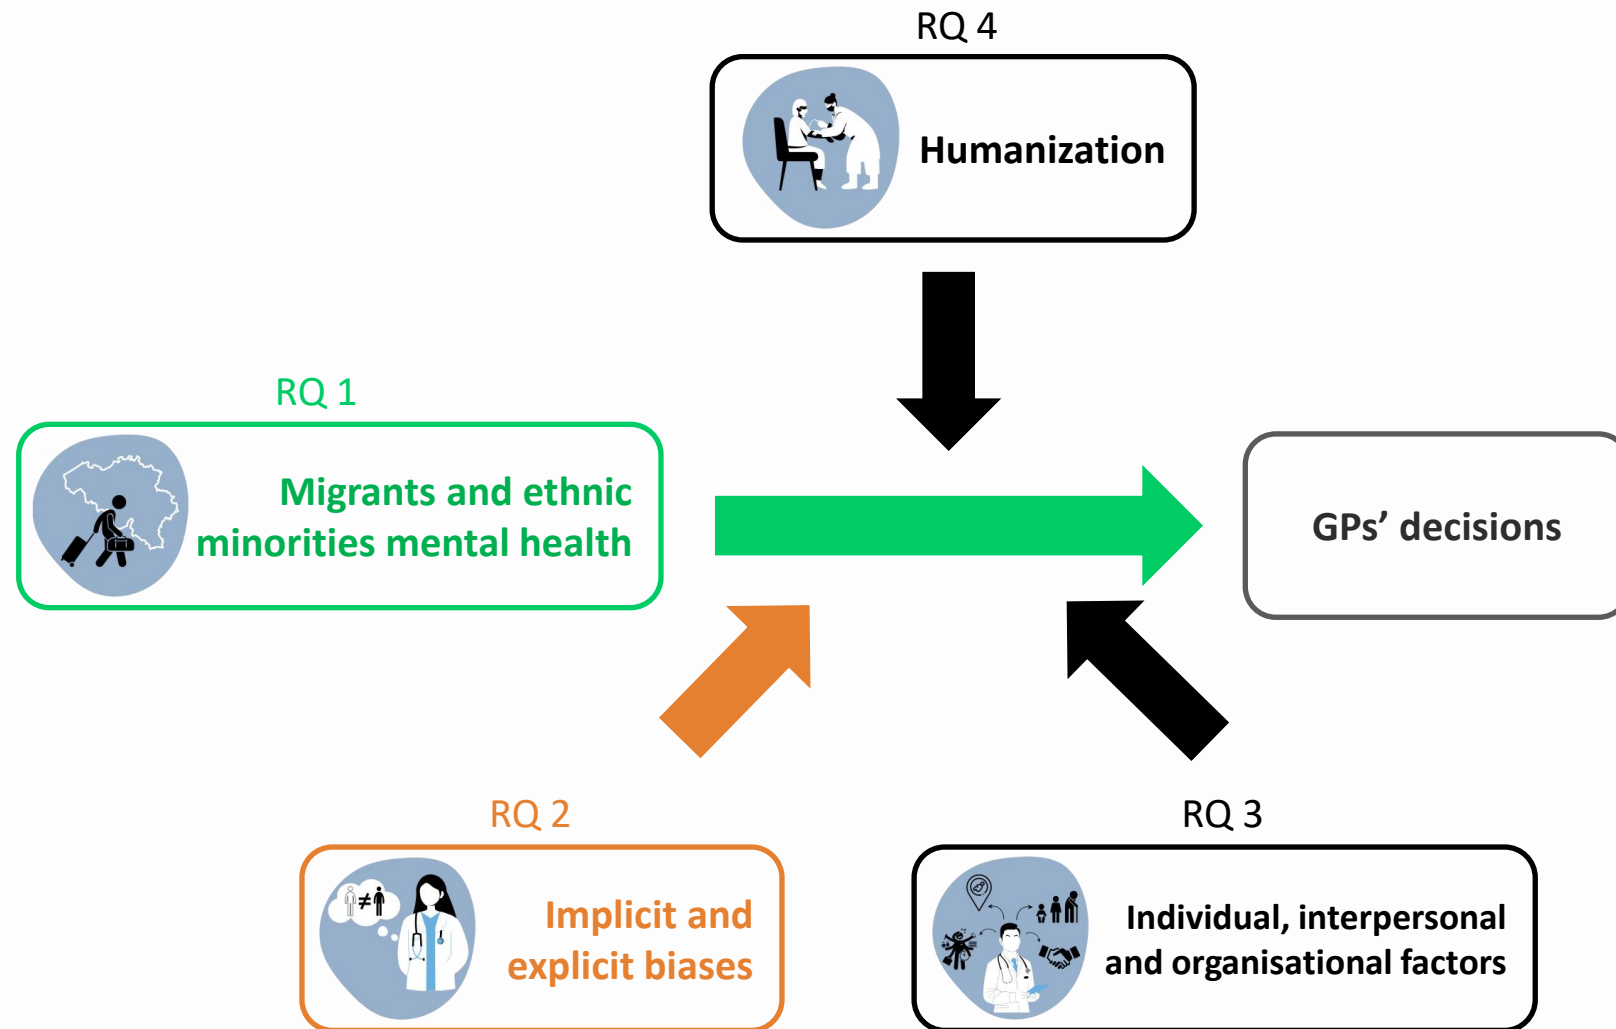 RQ 4
Humanization
RQ 1
Migrants and ethnic
minorities mental health
GPs’ decisions
RQ 2
≠
Implicit and
explicit biases
RQ 3
Individual, interpersonal
and organisational factors